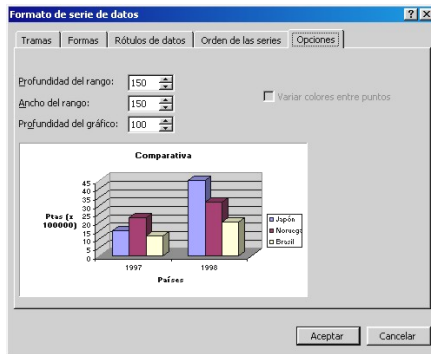 Formato de serie de datos
Tramas Formas Rótulos de datos Orden de las series Opciones
Profundidad del rango: 150
Ancho del rango: 150
Profundidad del gráfico: 100
Variar colores entre puntos
Comparativa
Ptas (x
100000)
45
40
35
30
25
20
15
10
5
0
1997 1998
Países
Japón
Noruega
Brasil
Aceptar Cancelar